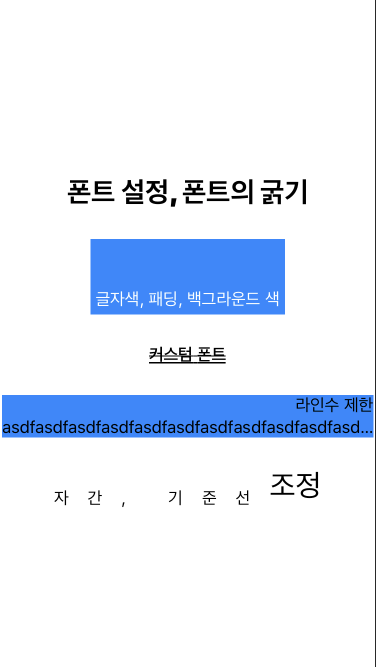 폰트 설정, 폰트의 굵기
글자색, 패딩, 백그라운드 색
커스텀 폰트
라인수 제한
asdfasdfasdfasdfasdfasdfasdfasdfasdfasdfasd...
자 간 , 기 준 선 조정